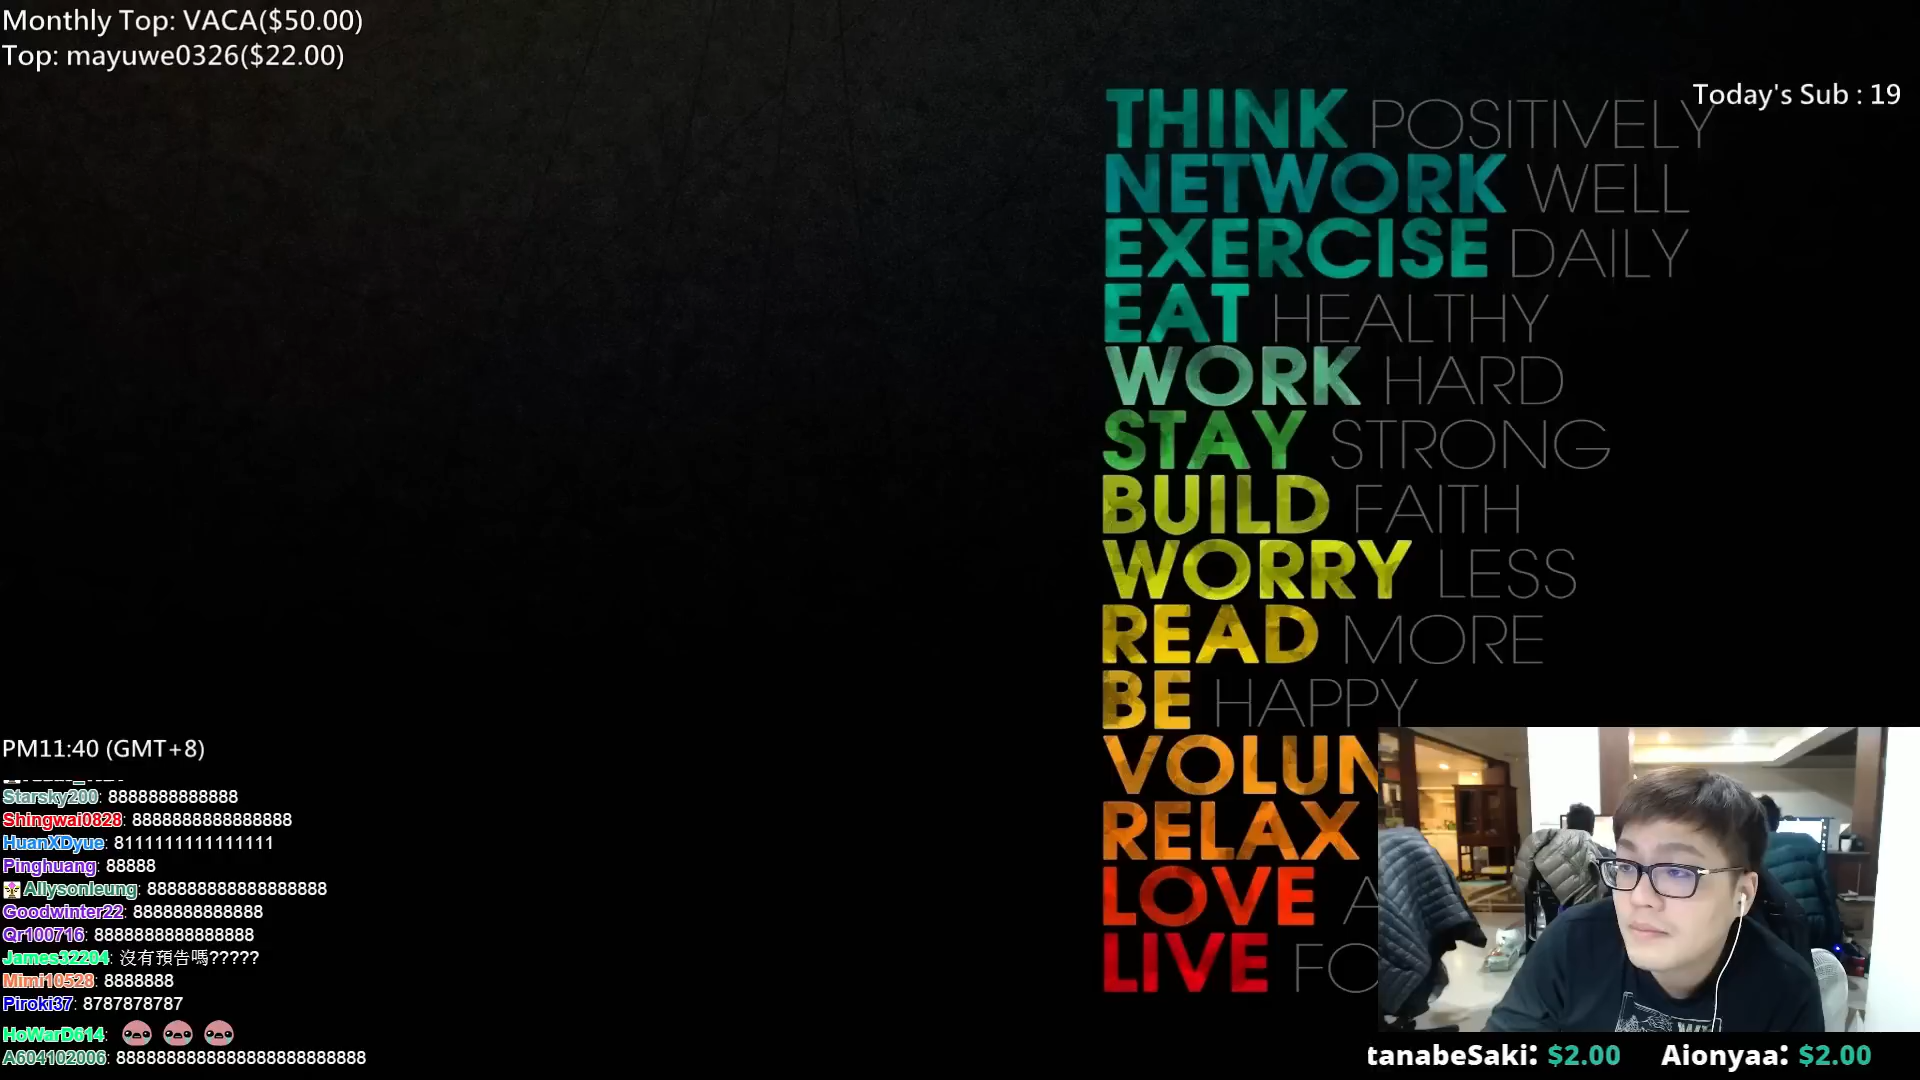 Monthly Top: VACA($50.00)
Top: mayuwe0326($22.00)
Today's Sub : 19
THINK POSITIVELY
NETWORK WELL
EXERCISE DAILY
EAT HEALTHY
WORK HARD
STAY STRONG
BUILD FAITH
WORRY LESS
READ MORE
BE HAPPY
VOLUN
RELAX
LOVE A
LIVE FO
PM11:40 (GMT+8)
Starsky200: 8888888888888
Shingwai0828: 8888888888888888
HuanXDyue: 8111111111111111
Pinghuang: 88888
Allysonleung: 888888888888888888
Goodwinter22: 8888888888888
Qr100716: 8888888888888888
James32204: 沒有預告嗎?????
Mimi10528: 8888888
Piroki37: 8787878787
HoWarD614:
A604102006: 8888888888888888888888888
tanabeSaki: $2.00 Aionyaa: $2.00